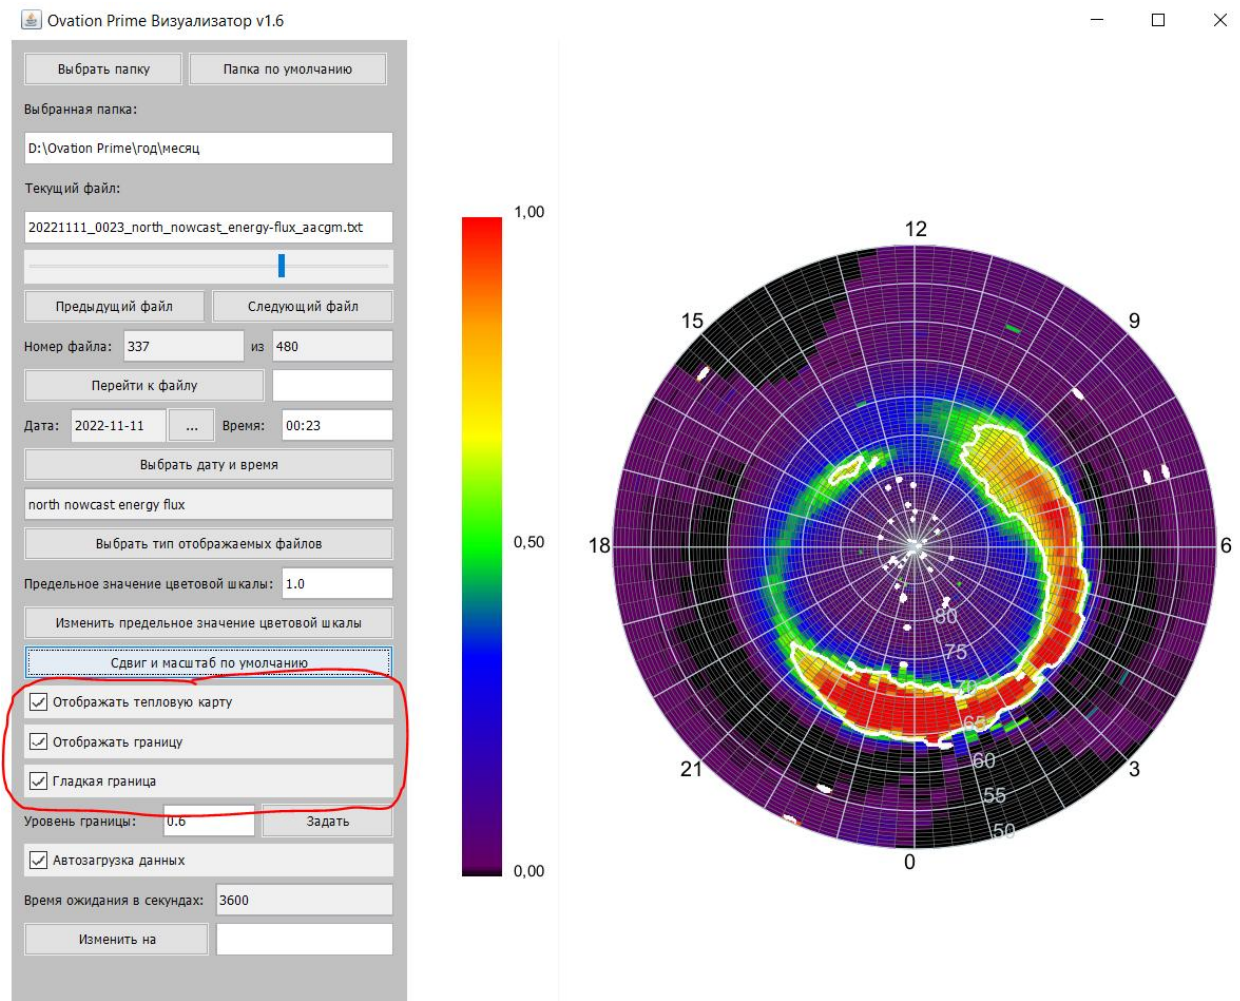 Ovation Prime Визуализатор v1.6
Выбрать папку Папка по умолчанию
Выбранная папка:
D:\Ovation Prime\год\месяц
Текущий файл:
20221111_0023_north_nowcast_energy-flux_aacgm.txt
Предыдущий файл Следующий файл
Номер файла: 337 из 480
Перейти к файлу
Дата: 2022-11-11 ... Время: 00:23
Выбрать дату и время
north nowcast energy flux
Выбрать тип отображаемых файлов
Предельное значение цветовой шкалы: 1.0
Изменить предельное значение цветовой шкалы
Сдвиг и масштаб по умолчанию
Отображать тепловую карту
Отображать границу
Гладкая граница
Уровень границы: 0.6 Задать
Автозагрузка данных
Время ожидания в секундах: 3600
Изменить на
1,00
0,50
0,00
12
15 9
18 6
80
75
70
65
60
21 3
55
50
0